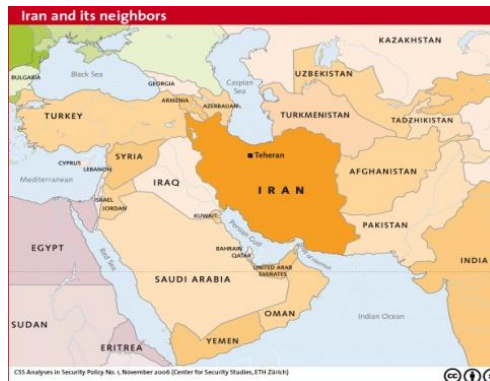 Iran and its neighbors
KAZAKHSTAN
BULGARIA
Black Sea
GEORGIA
Caspian
Sea
UZBEKISTAN
ARMENIA
AZERBAIJAN
TURKMENISTAN
TADZHIKISTAN
TURKEY
Teheran
CYPRUS
LEBANON
SYRIA
Mediterranean
IRAQ
IRAN
AFGHANISTAN
ISRAEL
JORDAN
KUWAIT
Persian Gulf
PAKISTAN
EGYPT
BAHRAIN
QATAR
Red Sea
SAUDI ARABIA
UNITED ARAB
EMIRATES
INDIA
OMAN
Indian Ocean
SUDAN
ERITREA
YEMEN
CSS Analyses in Security Policy No. 1, November 2006 (Center for Security Studies, ETH Zürich)